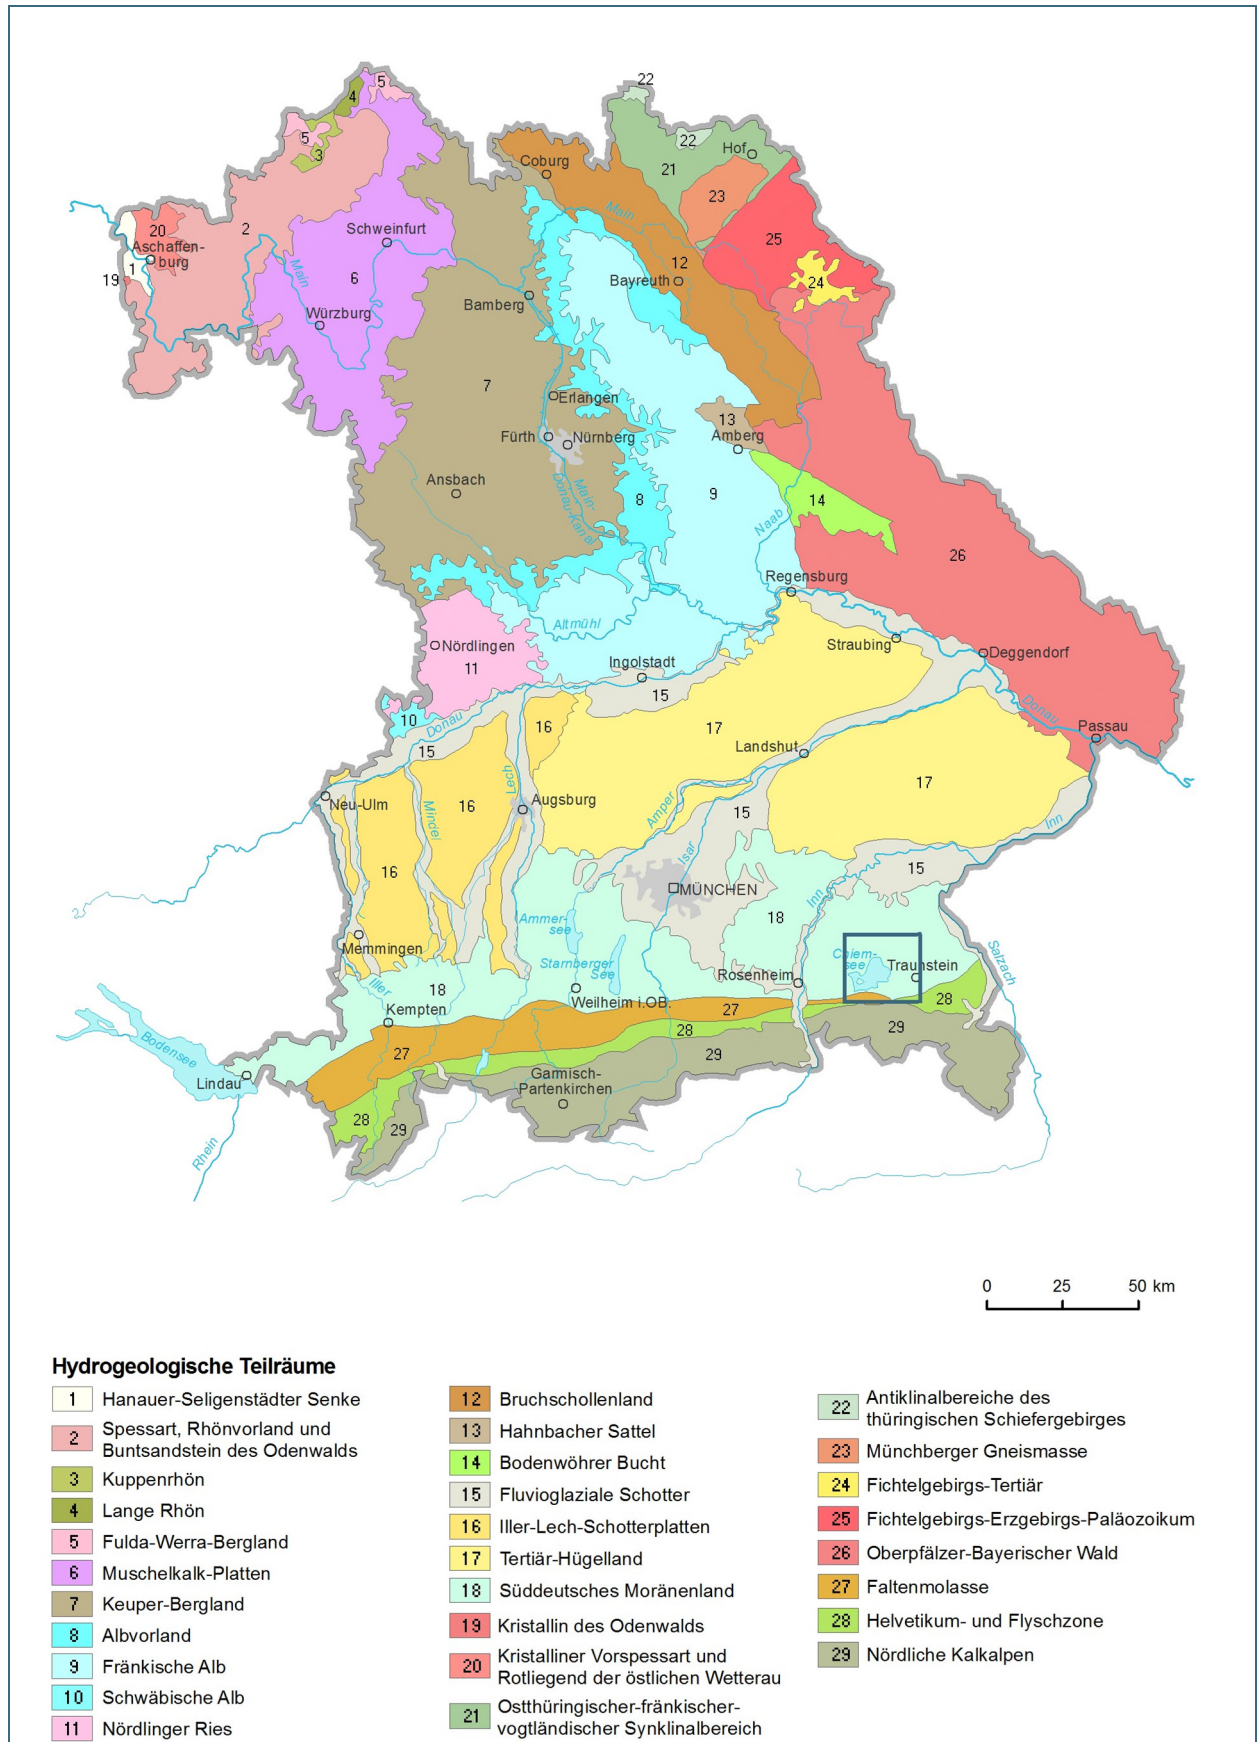 22
5
4
5
3
22
Hof
21
Coburg
23
20
2
Main
Schweinfurt
25
Aschaffen-
burg
19
1
Main
6
12
24
Bayreuth
Bamberg
Würzburg
7
Erlangen
13
Fürth
Nürnberg
Amberg
Ansbach
Main-
Donau-Kanal
8
9
14
Naab
26
Regensburg
Altmühl
Straubing
Nördlingen
11
Ingolstadt
Deggendorf
15
10
Donau
16
17
Donau
Passau
15
Landshut
Lech
17
Neu-Ulm
Mindel
16
Augsburg
Amper
15
Inn
16
Isar
15
MÜNCHEN
Inn
18
Ammer-
see
Memmingen
Chiem-
see
Traunstein
Salzach
Starnberger
See
Rosenheim
Iller
18
Weilheim i.OB.
28
Kempten
27
28
29
Bodensee
27
29
Lindau
Garmisch-
Partenkirchen
28
29
Rhein
0 25 50 km
Hydrogeologische Teilräume
1 Hanauer-Seligenstädter Senke
2 Spessart, Rhönvorland und
Buntsandstein des Odenwalds
3 Kuppenrhön
4 Lange Rhön
5 Fulda-Werra-Bergland
6 Muschelkalk-Platten
7 Keuper-Bergland
8 Albvorland
9 Fränkische Alb
10 Schwäbische Alb
11 Nördlinger Ries
12 Bruchschollenland
13 Hahnbacher Sattel
14 Bodenwöhrer Bucht
15 Fluvioglaziale Schotter
16 Iller-Lech-Schotterplatten
17 Tertiär-Hügelland
18 Süddeutsches Moränenland
19 Kristallin des Odenwalds
20 Kristalliner Vorspessart und
Rotliegend der östlichen Wetterau
21 Ostthüringischer-fränkischer-
vogtländischer Synklinalbereich
22 Antiklinalbereiche des
thüringischen Schiefergebirges
23 Münchberger Gneismasse
24 Fichtelgebirgs-Tertiär
25 Fichtelgebirgs-Erzgebirgs-Paläozoikum
26 Oberpfälzer-Bayerischer Wald
27 Faltenmolasse
28 Helvetikum- und Flyschzone
29 Nördliche Kalkalpen